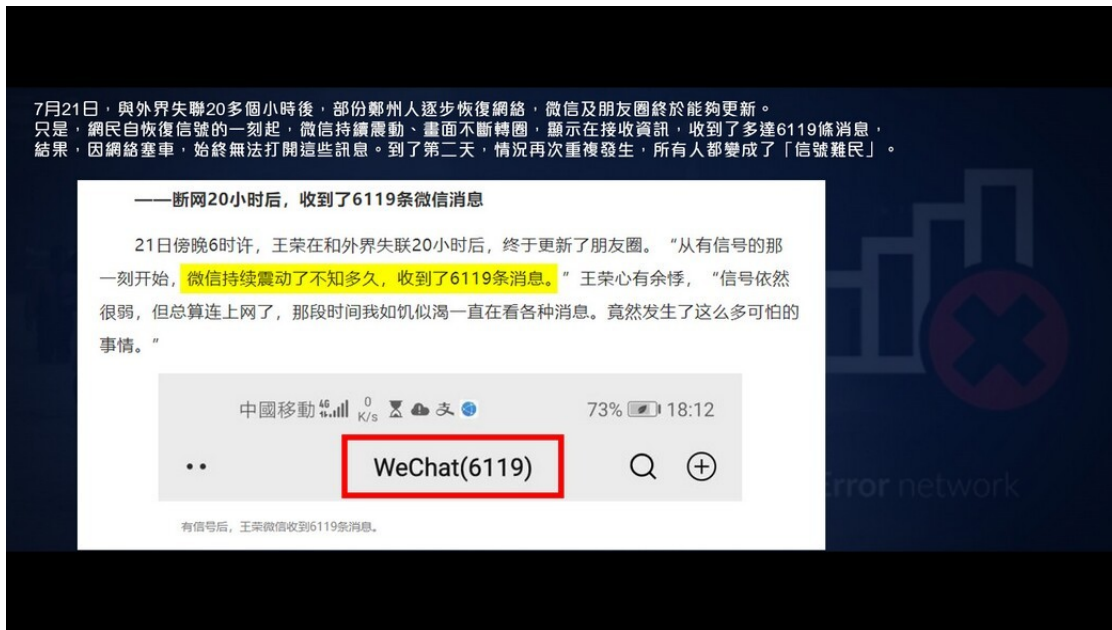 7月21日，與外界失聯20多個小時後，部份鄭州人逐步恢復網絡，微信及朋友圈終於能夠更新。
只是，網民自恢復信號的一刻起，微信持續震動、畫面不斷轉圈，顯示在接收資訊，收到了多達6119條消息，
結果，因網絡塞車，始終無法打開這些訊息。到了第二天，情況再次重複發生，所有人都變成了「信號難民」。
——断网20小时后，收到了6119条微信消息
21日傍晚6时许，王荣在和外界失联20小时后，终于更新了朋友圈。“从有信号的那
一刻开始，微信持续震动了不知多久，收到了6119条消息。”王荣心有余悸，“信号依然
很弱，但总算连上网了，那段时间我如饥似渴一直在看各种消息。竟然发生了这么多可怕的
事情。”
中國移動 4G 0 K/s 支 73% 18:12
WeChat(6119)
Error network
有信号后，王荣微信收到6119条消息。